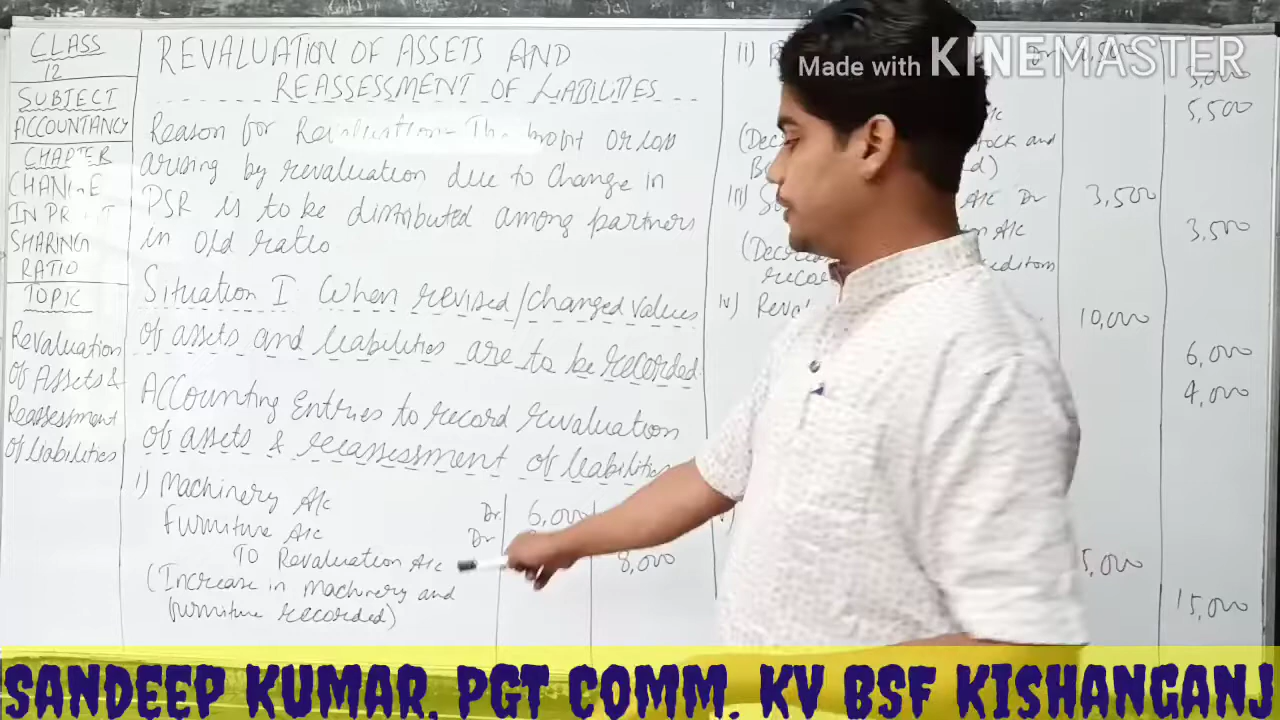 CLASS
12
SUBJECT
ACCOUNTANCY
CHAPTER
CHANGE
IN PROFIT
SHARING
RATIO
TOPIC
Revaluation
Of Assets &
Reassessment
of liabilities
REVALUATION OF ASSETS AND
REASSESSMENT OF LIABILITIES
Reason for Revaluation - The profit or loss
arising by revaluation due to change in
PSR is to be distributed among partners
in old ratio
Situation I When revised/changed values
of assets and liabilities are to be recorded
Accounting Entries to record revaluation
of assets & reassessment of liabilities
i) Machinery A/c Dr. 6,000
Furniture A/c Dr.
To Revaluation A/c 8,000
(Increase in Machinery and
furniture recorded)
ii)
Dr
3,000
5,500
stock and
iii) A/c Dr 3,500
A/c 3,500
iv) 10,000
6,000
4,000
5,000
15,000
Made with KINEMASTER
SANDEEP KUMAR, PGT COMM. KV BSF KISHANGANJ